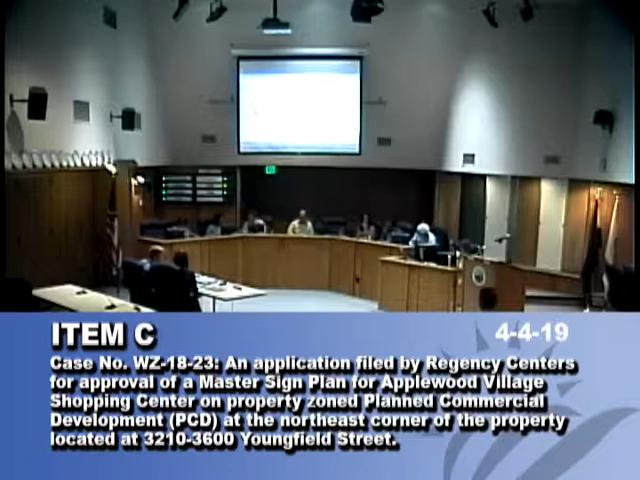 ITEM C
4-4-19
Case No. WZ-18-23: An application filed by Regency Centers
for approval of a Master Sign Plan for Applewood Village
Shopping Center on property zoned Planned Commercial
Development (PCD) at the northeast corner of the property
located at 3210-3600 Youngfield Street.